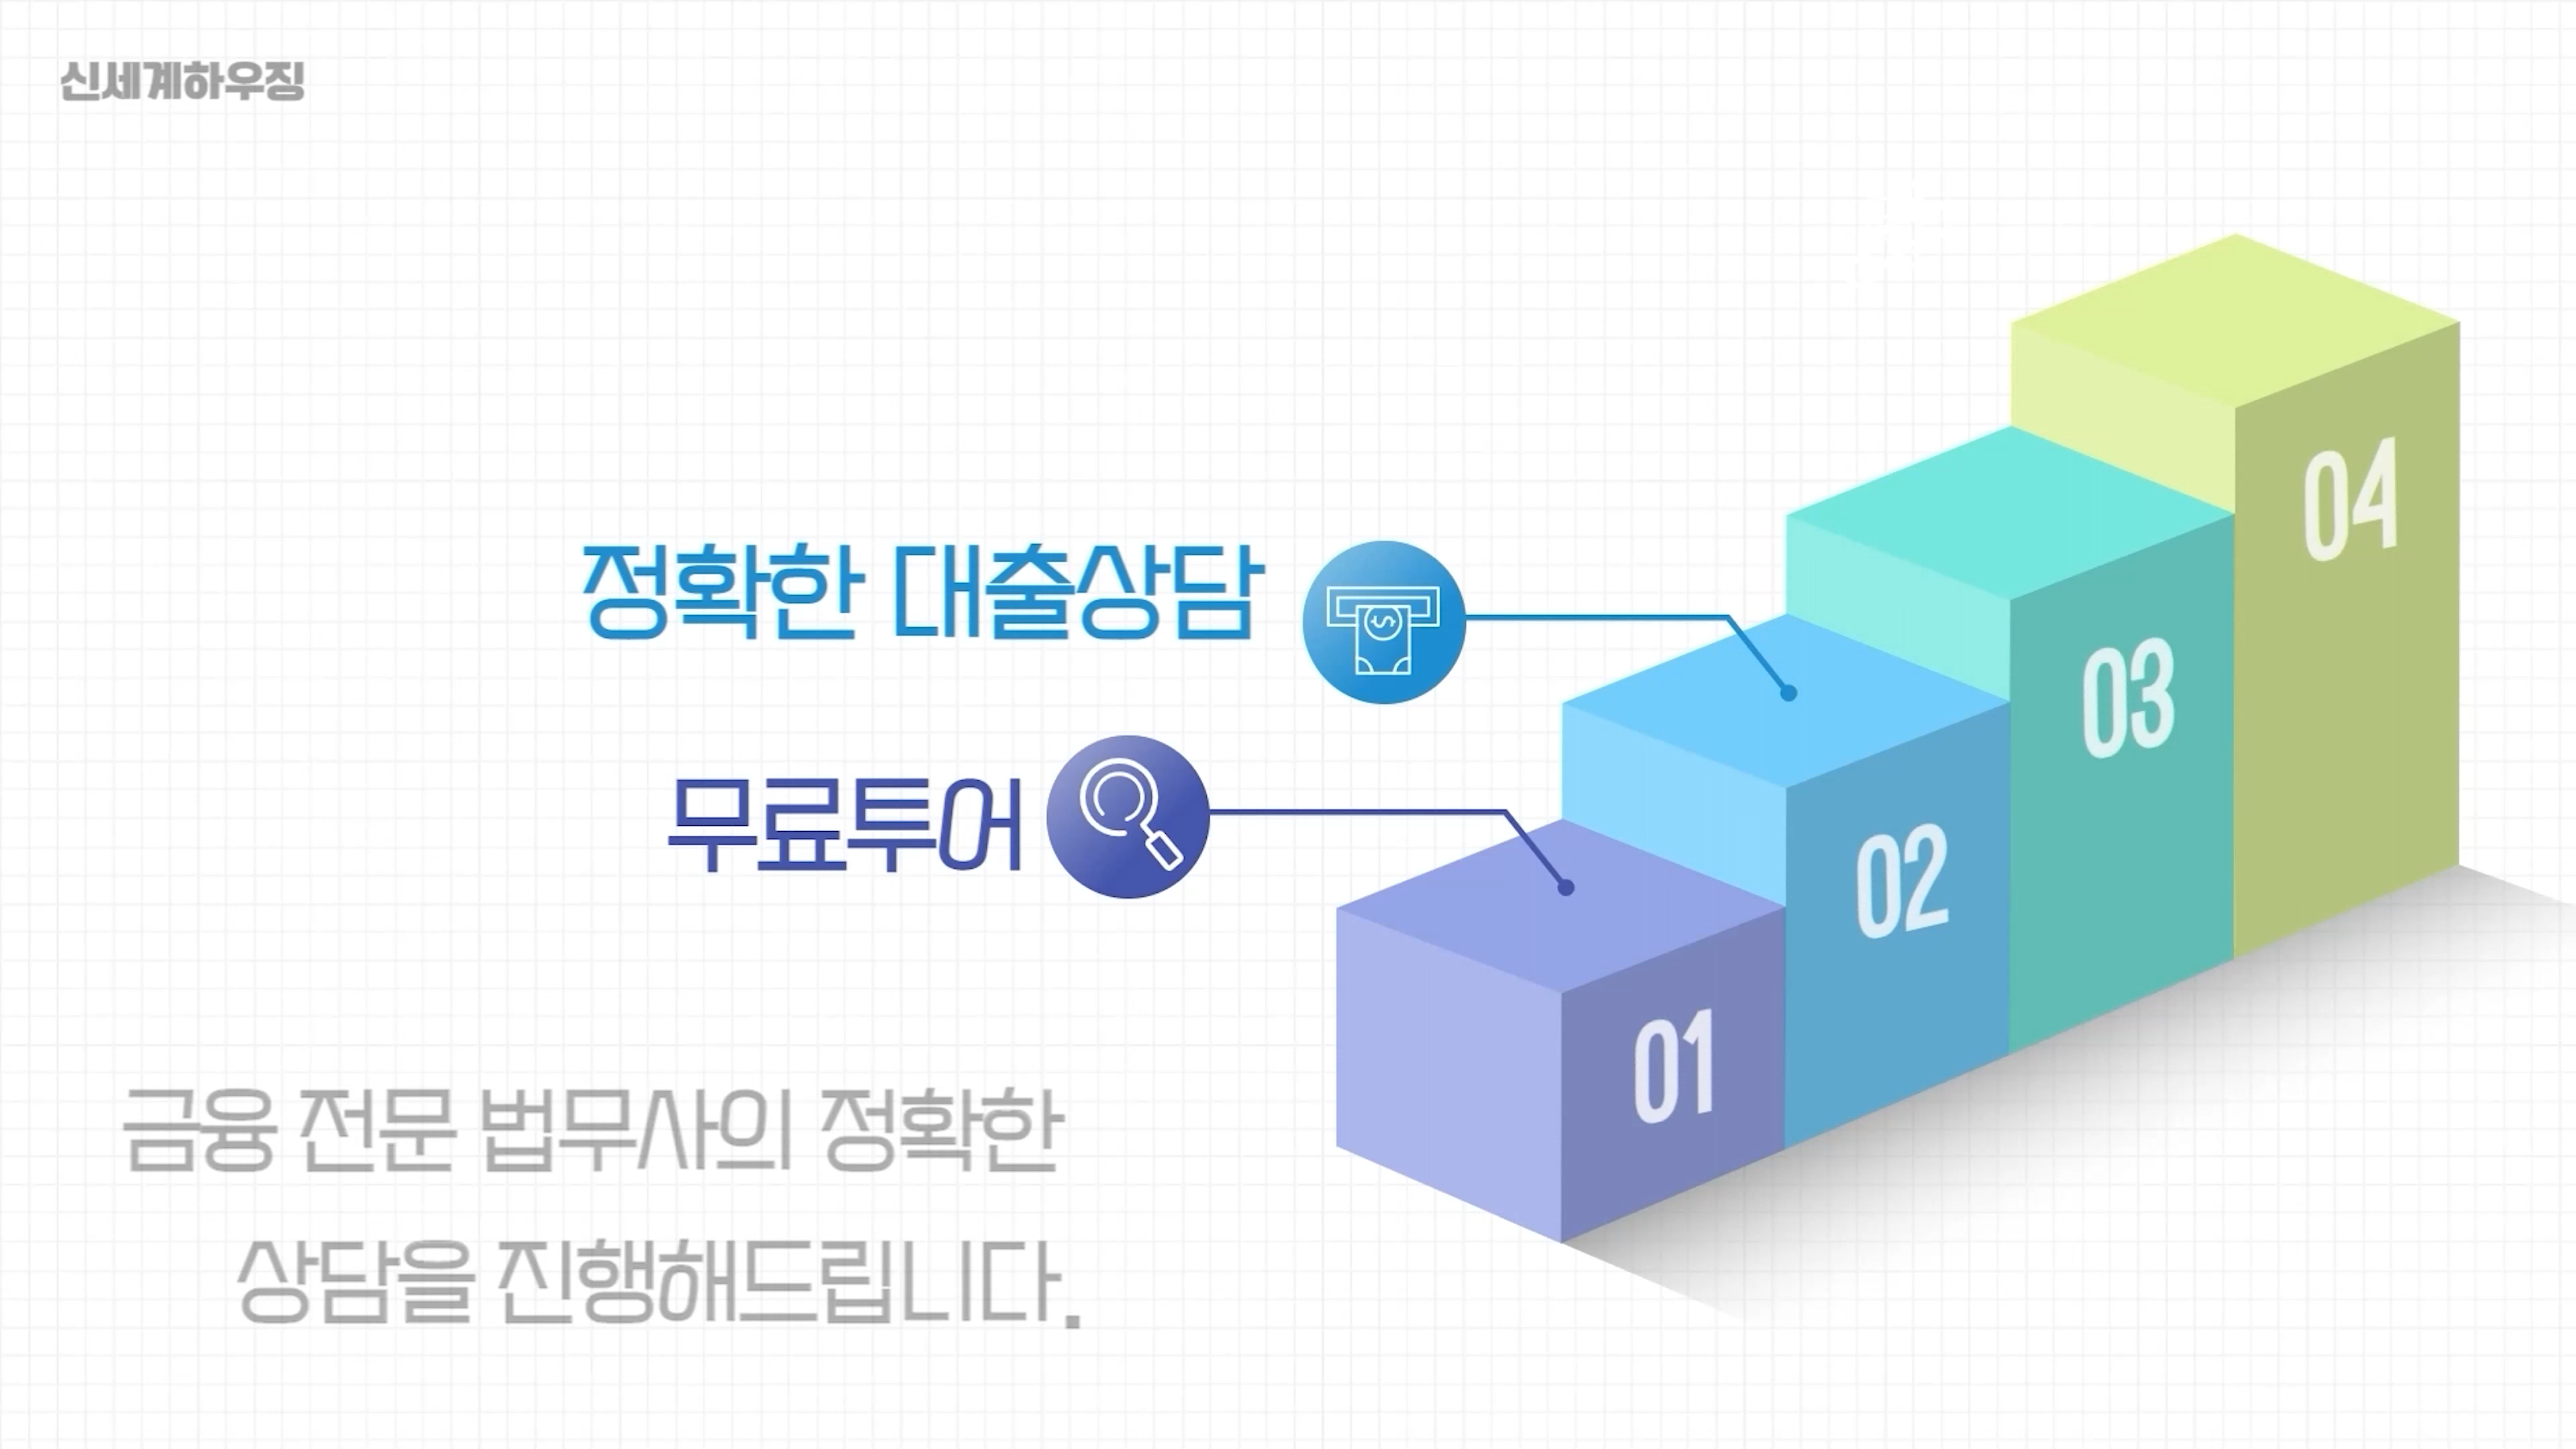 신세계하우징
정확한 대출상담
무료투어
금융 전문 법무사의 정확한
상담을 진행해드립니다.
01
02
03
04